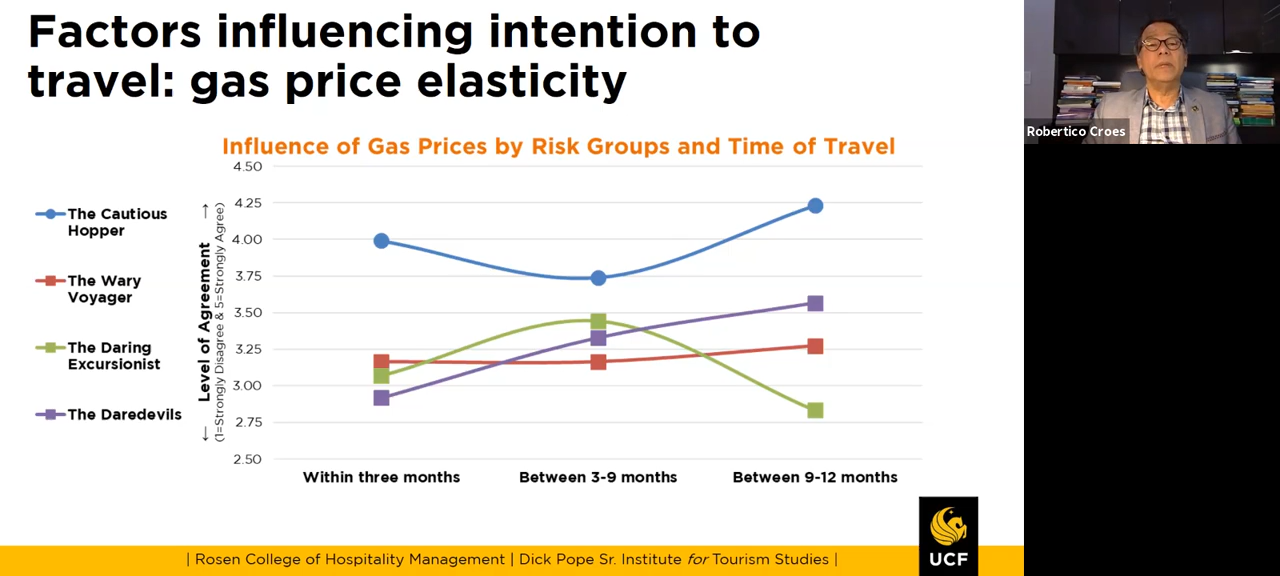 Factors influencing intention to
travel: gas price elasticity
Robertico Croes
Influence of Gas Prices by Risk Groups and Time of Travel
The Cautious
Hopper
The Wary
Voyager
The Daring
Excursionist
The Daredevils
← Level of Agreement →
(1=Strongly Disagree & 5=Strongly Agree)
4.50
4.25
4.00
3.75
3.50
3.25
3.00
2.75
2.50
Within three months
Between 3-9 months
Between 9-12 months
| Rosen College of Hospitality Management | Dick Pope Sr. Institute for Tourism Studies |
UCF